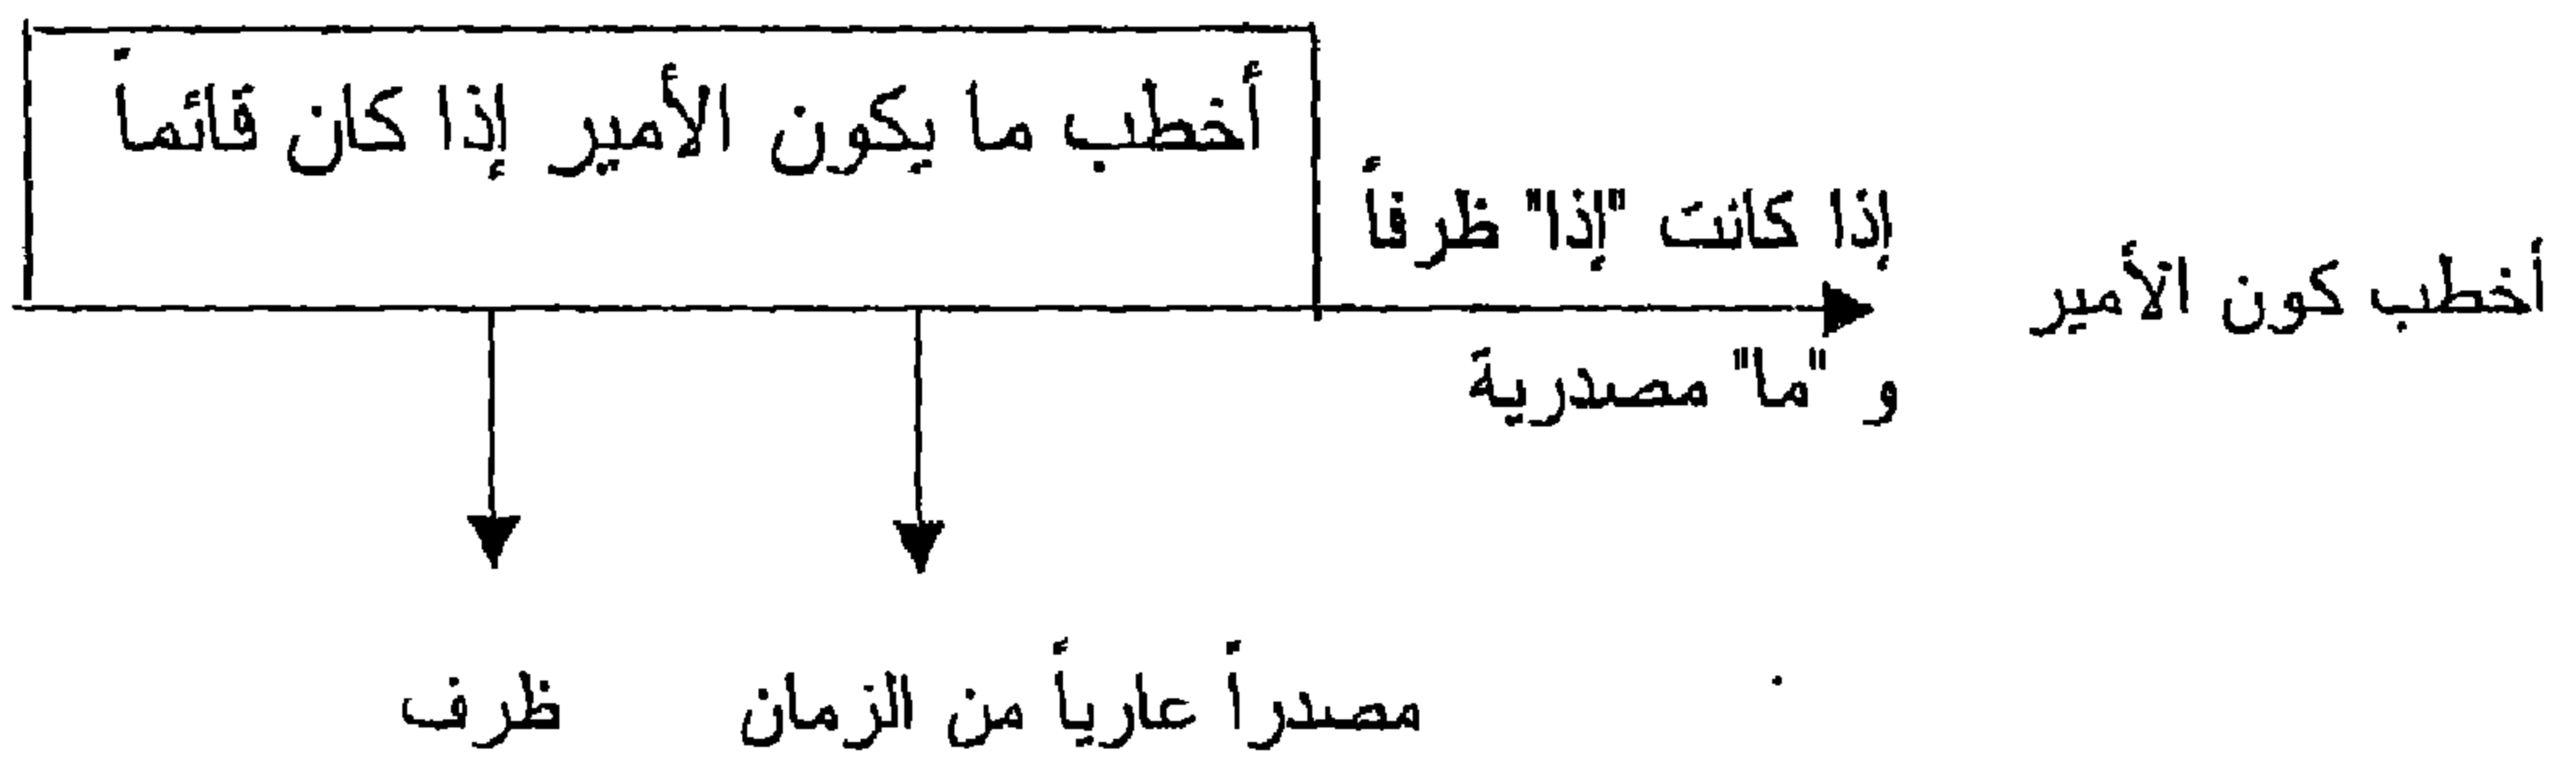 أخطب ما يكون الأمير إذا كان قائماً
إذا كانت "إذا" ظرفاً
أخطب كون الأمير
و "ما" مصدرية
مصدراً عارياً من الزمان
ظرف